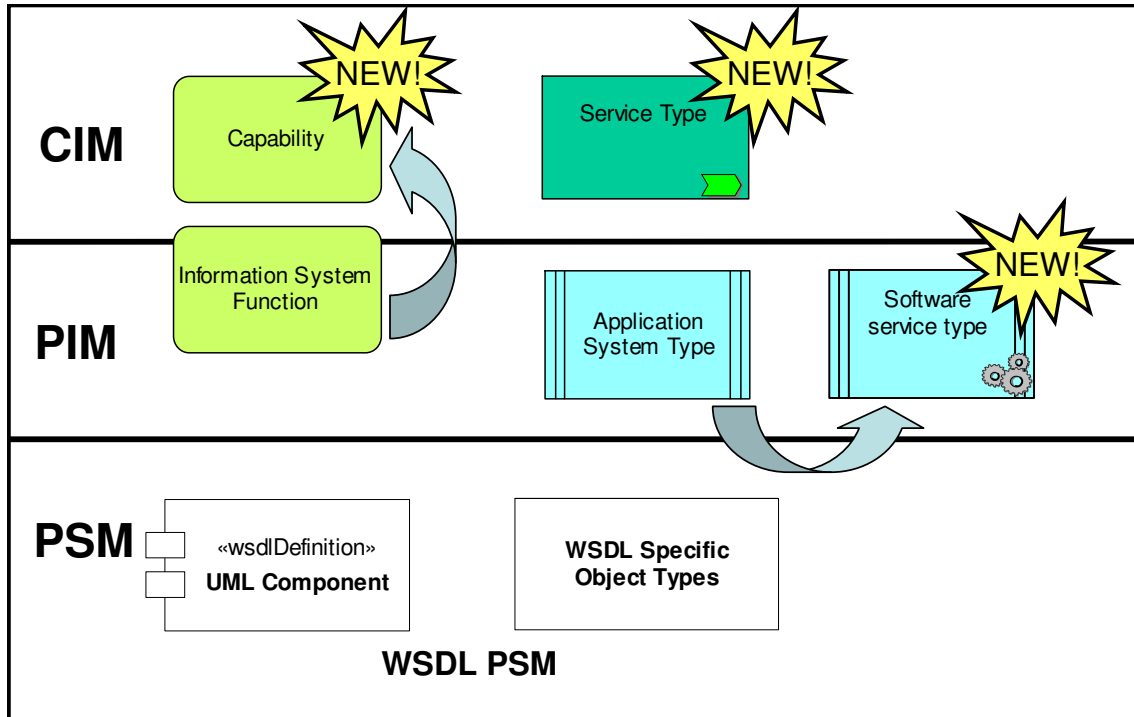 CIM
Capability
NEW!
Service Type
NEW!
PIM
Information System
Function
Application
System Type
Software
service type
NEW!
PSM
«wsdlDefinition»
UML Component
WSDL Specific
Object Types
WSDL PSM